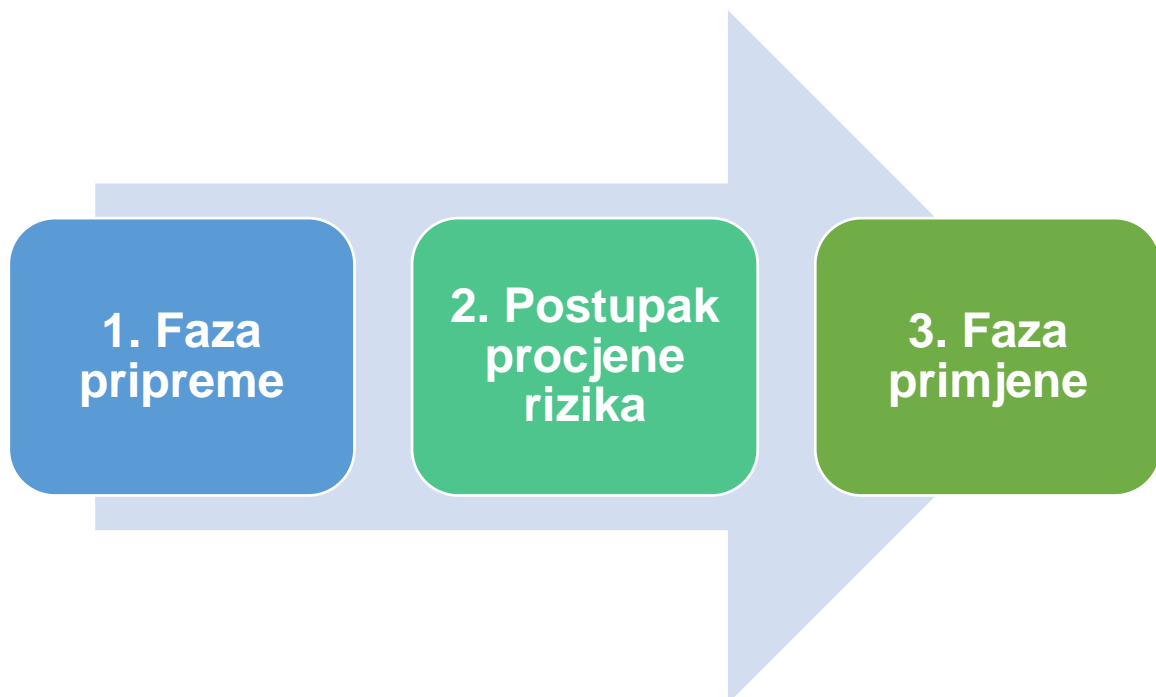 1. Faza
pripreme
2. Postupak
procjene
rizika
3. Faza
primjene